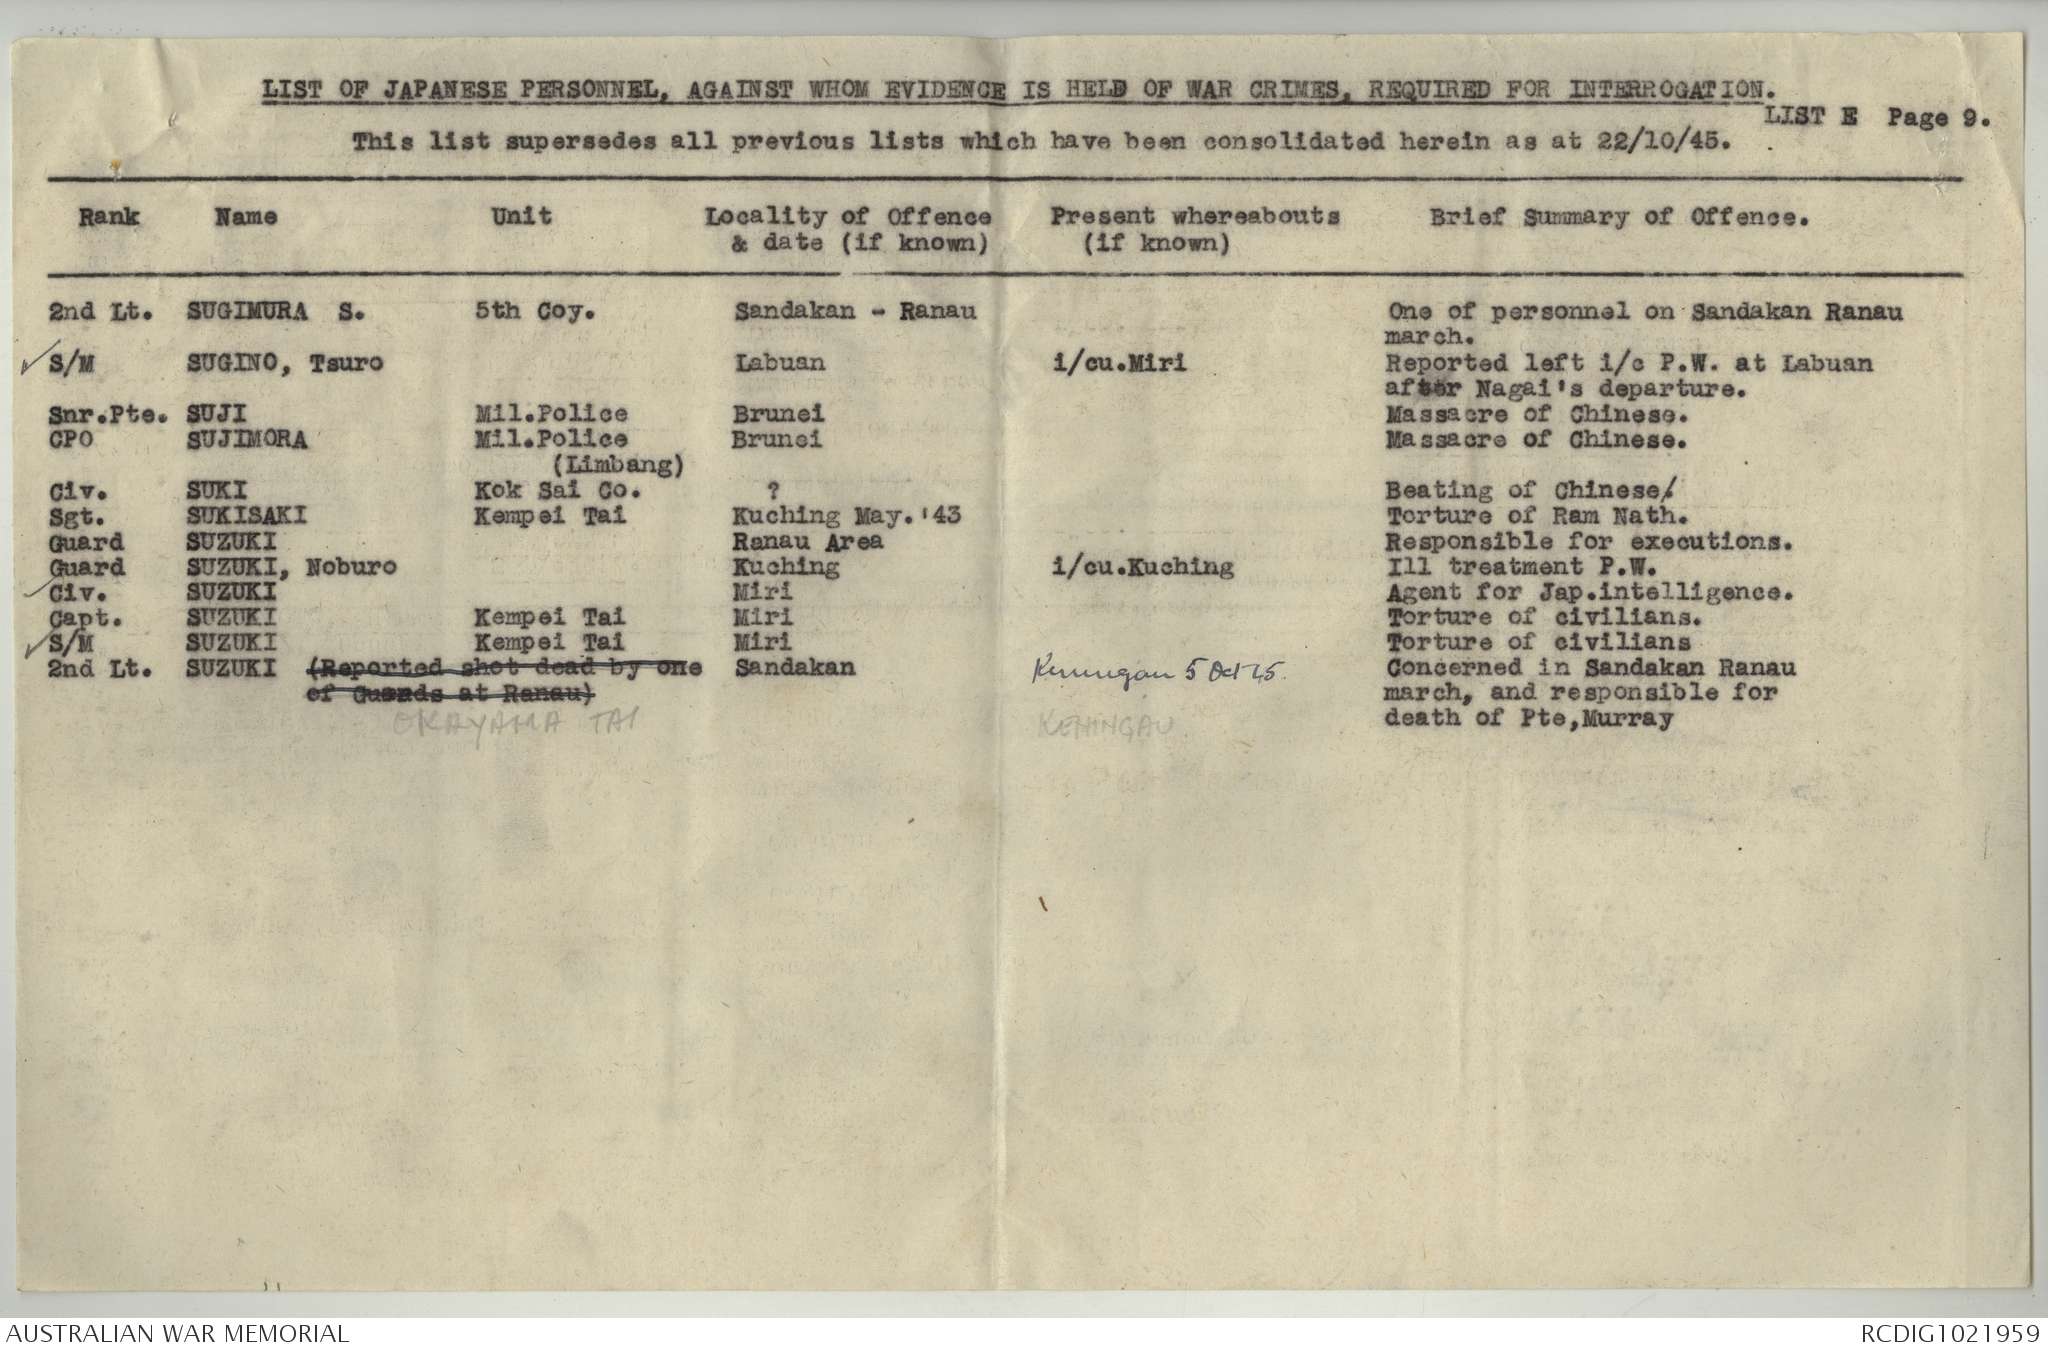 LIST OF JAPANESE PERSONNEL, AGAINST WHOM EVIDENCE IS HELD OF WAR CRIMES, REQUIRED FOR INTERROGATION.
LIST E Page 9.
This list supersedes all previous lists which have been consolidated herein as at 22/10/45.
Rank Name Unit Locality of Offence Present whereabouts Brief Summary of Offence.
& date (if known) (if known)
2nd Lt. SUGIMURA S. 5th Coy. Sandakan - Ranau One of personnel on Sandakan Ranau
march.
✓ S/M SUGINO, Tsuro Labuan i/cu.Miri Reported left i/c P.W. at Labuan
after Nagai's departure.
Snr.Pte. SUJI Mil.Police Brunei Massacre of Chinese.
CPO SUJIMORA Mil.Police Brunei Massacre of Chinese.
(Limbang)
Civ. SUKI Kok Sai Co. ? Beating of Chinese/.
Sgt. SUKISAKI Kempei Tai Kuching May.'43 Torture of Ram Nath.
Guard SUZUKI Ranau Area Responsible for executions.
Guard SUZUKI, Noburo Kuching i/cu.Kuching Ill treatment P.W.
✓ Civ. SUZUKI Miri Agent for Jap.intelligence.
Capt. SUZUKI Kempei Tai Miri Torture of civilians.
✓ S/M SUZUKI Kempei Tai Miri Torture of civilians
2nd Lt. SUZUKI (Reported shot dead by one Sandakan Keningau 5 Oct 45. Concerned in Sandakan Ranau
of Guards at Ranau) march, and responsible for
OKAYAMA TAI KENINGAU death of Pte,Murray
AUSTRALIAN WAR MEMORIAL RCDIG1021959